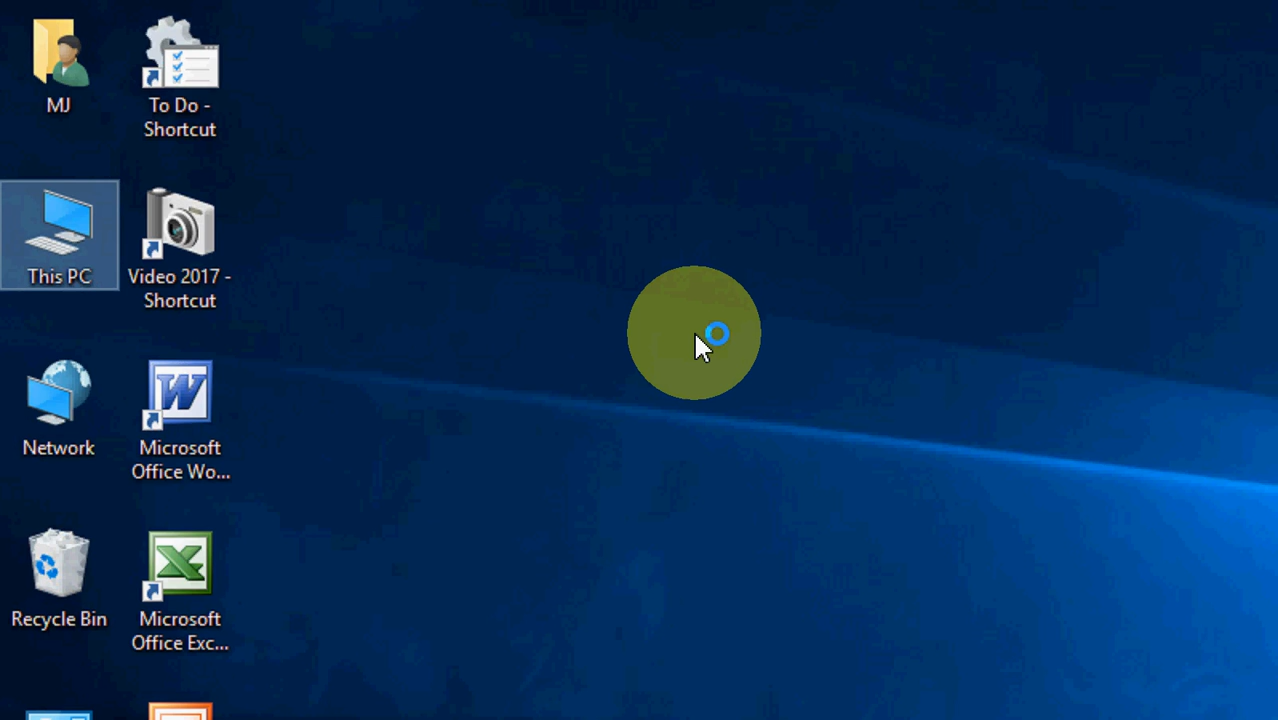 MJ
To Do -
Shortcut
This PC
Video 2017 -
Shortcut
Network
Microsoft
Office Wo...
Recycle Bin
Microsoft
Office Exc...